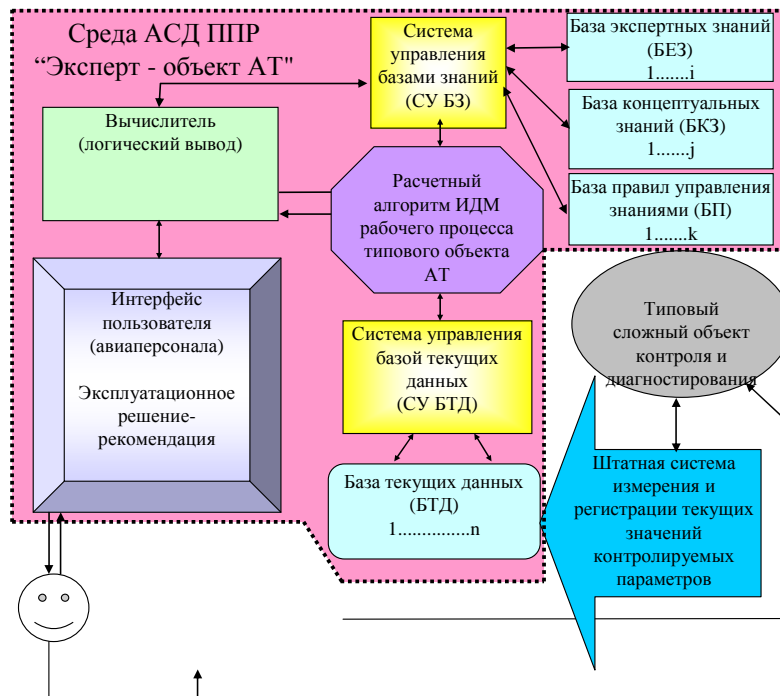 Среда АСД ППР
“Эксперт - объект АТ"
Система
управления
базами знаний
(СУ БЗ)
База экспертных знаний
(БЕЗ)
1.......i
База концептуальных
знаний (БКЗ)
1.......j
База правил управления
знаниями (БП)
1.......k
Вычислитель
(логический вывод)
Расчетный
алгоритм ИДМ
рабочего процесса
типового объекта
АТ
Интерфейс
пользователя
(авиаперсонала)
Эксплуатационное
решение-
рекомендация
Система управления
базой текущих
данных
(СУ БТД)
База текущих данных
(БТД)
1...............n
Типовый
сложный объект
контроля и
диагностирования
Штатная система
измерения и
регистрации текущих
значений
контролируемых
параметров